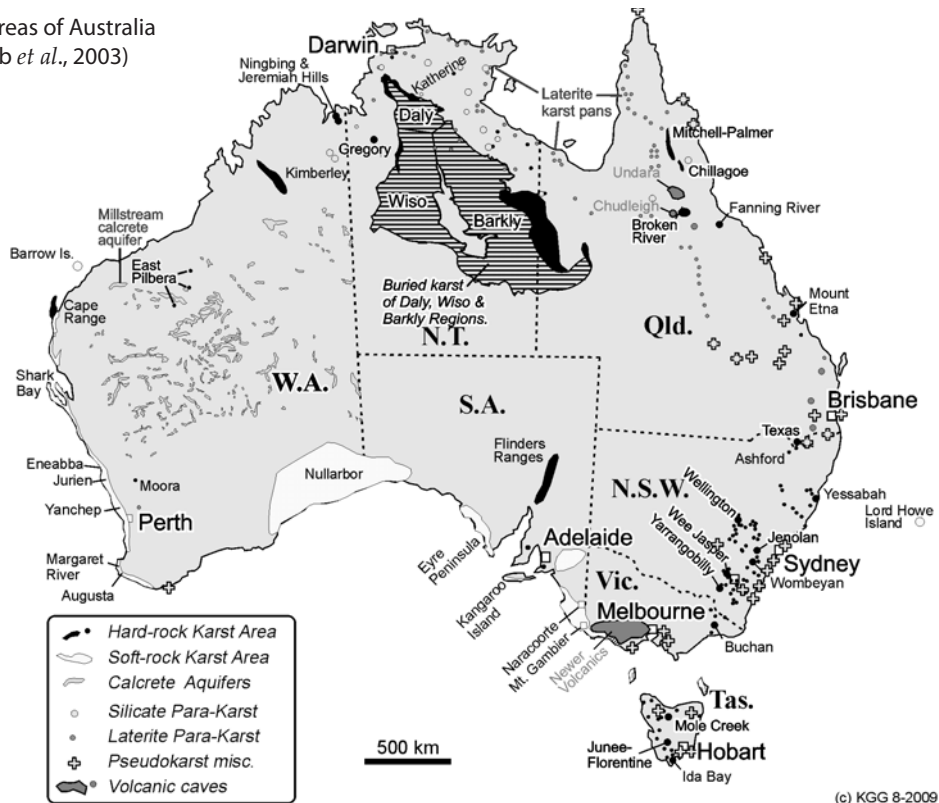 reas of Australia
b et al., 2003)
Darwin
Ningbing &
Jeremiah Hills
Katherine
Laterite
karst pans
Daly
Mitchell-Palmer
Gregory
Kimberley
Chillagoe
Undara
Wiso
Barkly
Chudleigh
Fanning River
Broken
River
Millstream
calcrete
aquifer
Barrow Is.
East
Pilbera
Buried karst
of Daly, Wiso &
Barkly Regions.
Mount
Etna
Cape
Range
N.T.
Qld.
Shark
Bay
W.A.
S.A.
Brisbane
Texas
Ashford
Flinders
Ranges
Eneabba
Jurien
Moora
Nullarbor
N.S.W.
Wellington
Yessabah
Yanchep
Perth
Lord Howe
Island
Wee Jasper
Yarrangobilly
Jenolan
Adelaide
Sydney
Eyre
Peninsula
Wombeyan
Margaret
River
Augusta
Kangaroo
Island
Vic.
Melbourne
Naracoorte
Mt. Gambier
Newer
Volcanics
Buchan
Hard-rock Karst Area
Soft-rock Karst Area
Calcrete Aquifers
Silicate Para-Karst
Laterite Para-Karst
Pseudokarst misc.
Volcanic caves
500 km
Tas.
Mole Creek
Junee-
Florentine
Hobart
Ida Bay
(c) KGG 8-2009